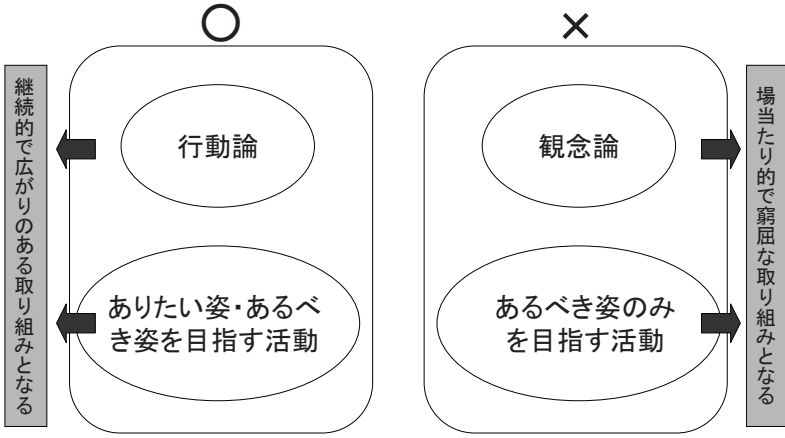 ○
×
継続的で広がりのある取り組みとなる
行動論
ありたい姿・あるべ
き姿を目指す活動
観念論
あるべき姿のみ
を目指す活動
場当たり的で窮屈な取り組みとなる